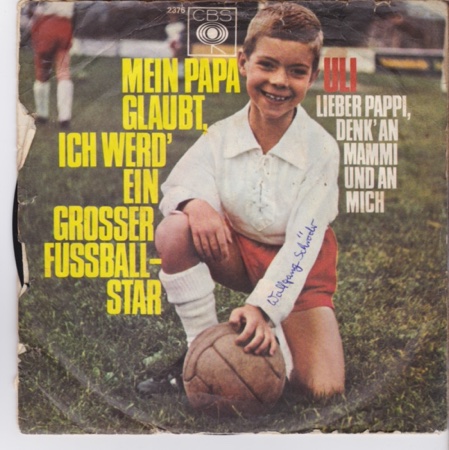 2375
CBS
MEIN PAPA
GLAUBT,
ICH WERD'
EIN
GROSSER
FUSSBALL-
STAR
ULI
LIEBER PAPPI,
DENK' AN
MAMMI
UND AN
MICH
Wolfgang